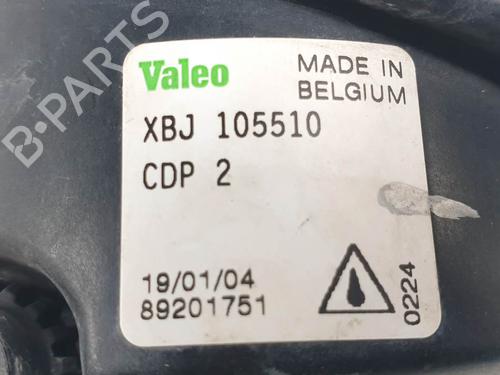 B-PARTS
Valeo
MADE IN
BELGIUM
XBJ 105510
CDP 2
19/01/04
89201751
0224